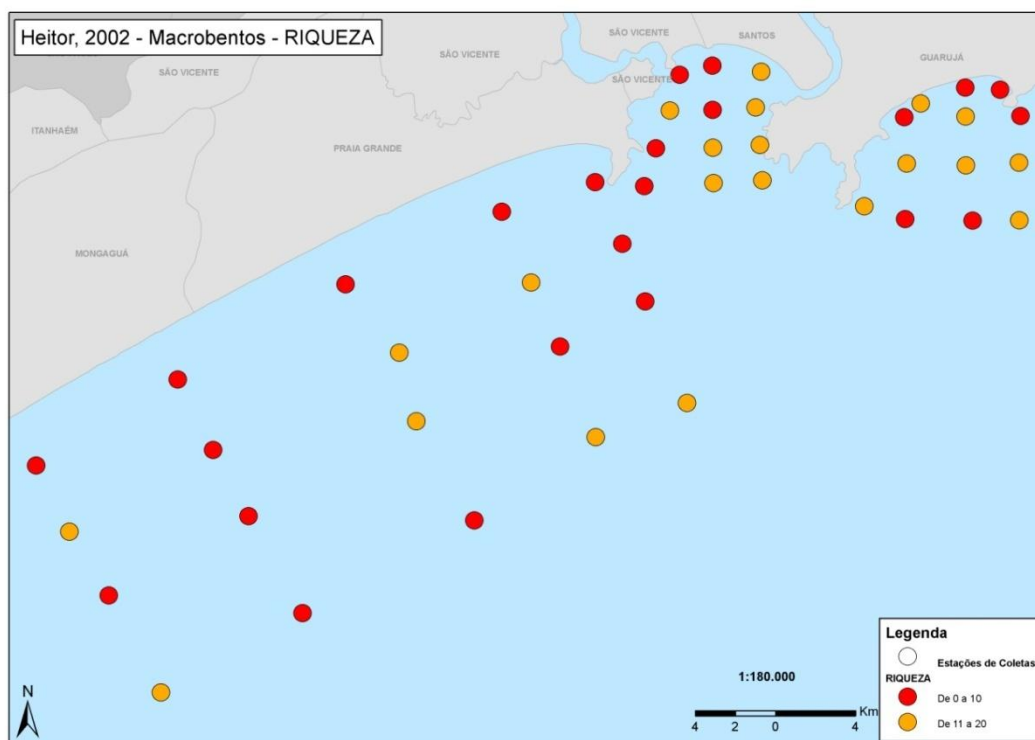 Heitor, 2002 - Macrobentos - RIQUEZA
SÃO VICENTE
SANTOS
SÃO VICENTE
GUARUJÁ
SÃO VICENTE
SÃO VICENTE
ITANHAÉM
PRAIA GRANDE
MONGAGUÁ
Legenda
Estações de Coletas
RIQUEZA
De 0 a 10
De 11 a 20
1:180.000
N
Km
4 2 0 4